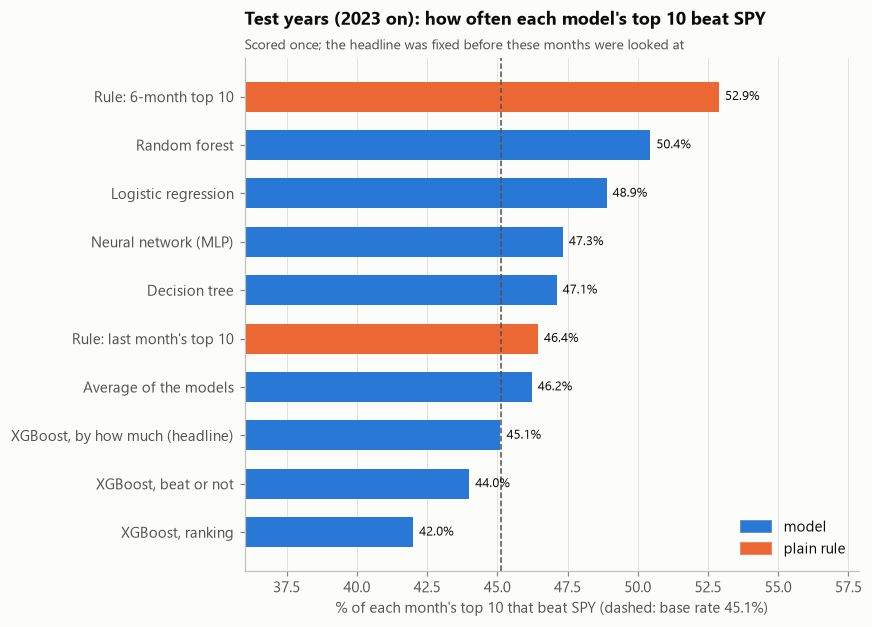 Test years (2023 on): how often each model's top 10 beat SPY
Scored once; the headline was fixed before these months were looked at
Rule: 6-month top 10 52.9%
Random forest 50.4%
Logistic regression 48.9%
Neural network (MLP) 47.3%
Decision tree 47.1%
Rule: last month's top 10 46.4%
Average of the models 46.2%
XGBoost, by how much (headline) 45.1%
XGBoost, beat or not 44.0%
XGBoost, ranking 42.0%
model
plain rule
37.5 40.0 42.5 45.0 47.5 50.0 52.5 55.0 57.5
% of each month's top 10 that beat SPY (dashed: base rate 45.1%)